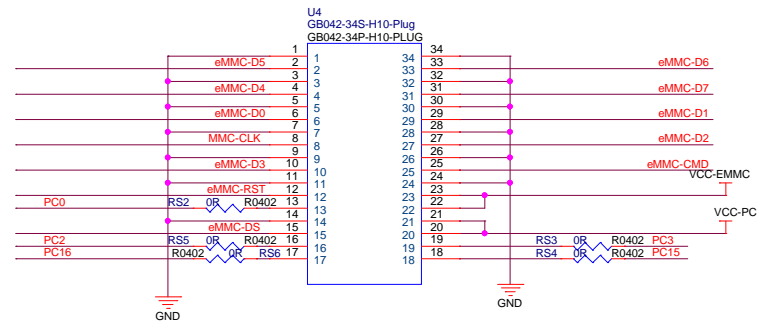 U4
GB042-34S-H10-Plug
GB042-34P-H10-PLUG
1 1 34 34
eMMC-D5 2 2 33 33 eMMC-D6
3 3 32 32
eMMC-D4 4 4 31 31 eMMC-D7
5 5 30 30
eMMC-D0 6 6 29 29 eMMC-D1
7 7 28 28
MMC-CLK 8 8 27 27 eMMC-D2
9 9 26 26
eMMC-D3 10 10 25 25 eMMC-CMD
11 11 24 24 VCC-EMMC
eMMC-RST 12 12 23 23
PC0 RS2 0R R0402 13 13 22 22
14 14 21 21 VCC-PC
eMMC-DS 15 15 20 20
PC2 RS5 0R R0402 16 16 19 19 RS3 0R R0402 PC3
PC16 R0402 0R RS6 17 17 18 18 RS4 0R R0402 PC15
GND GND